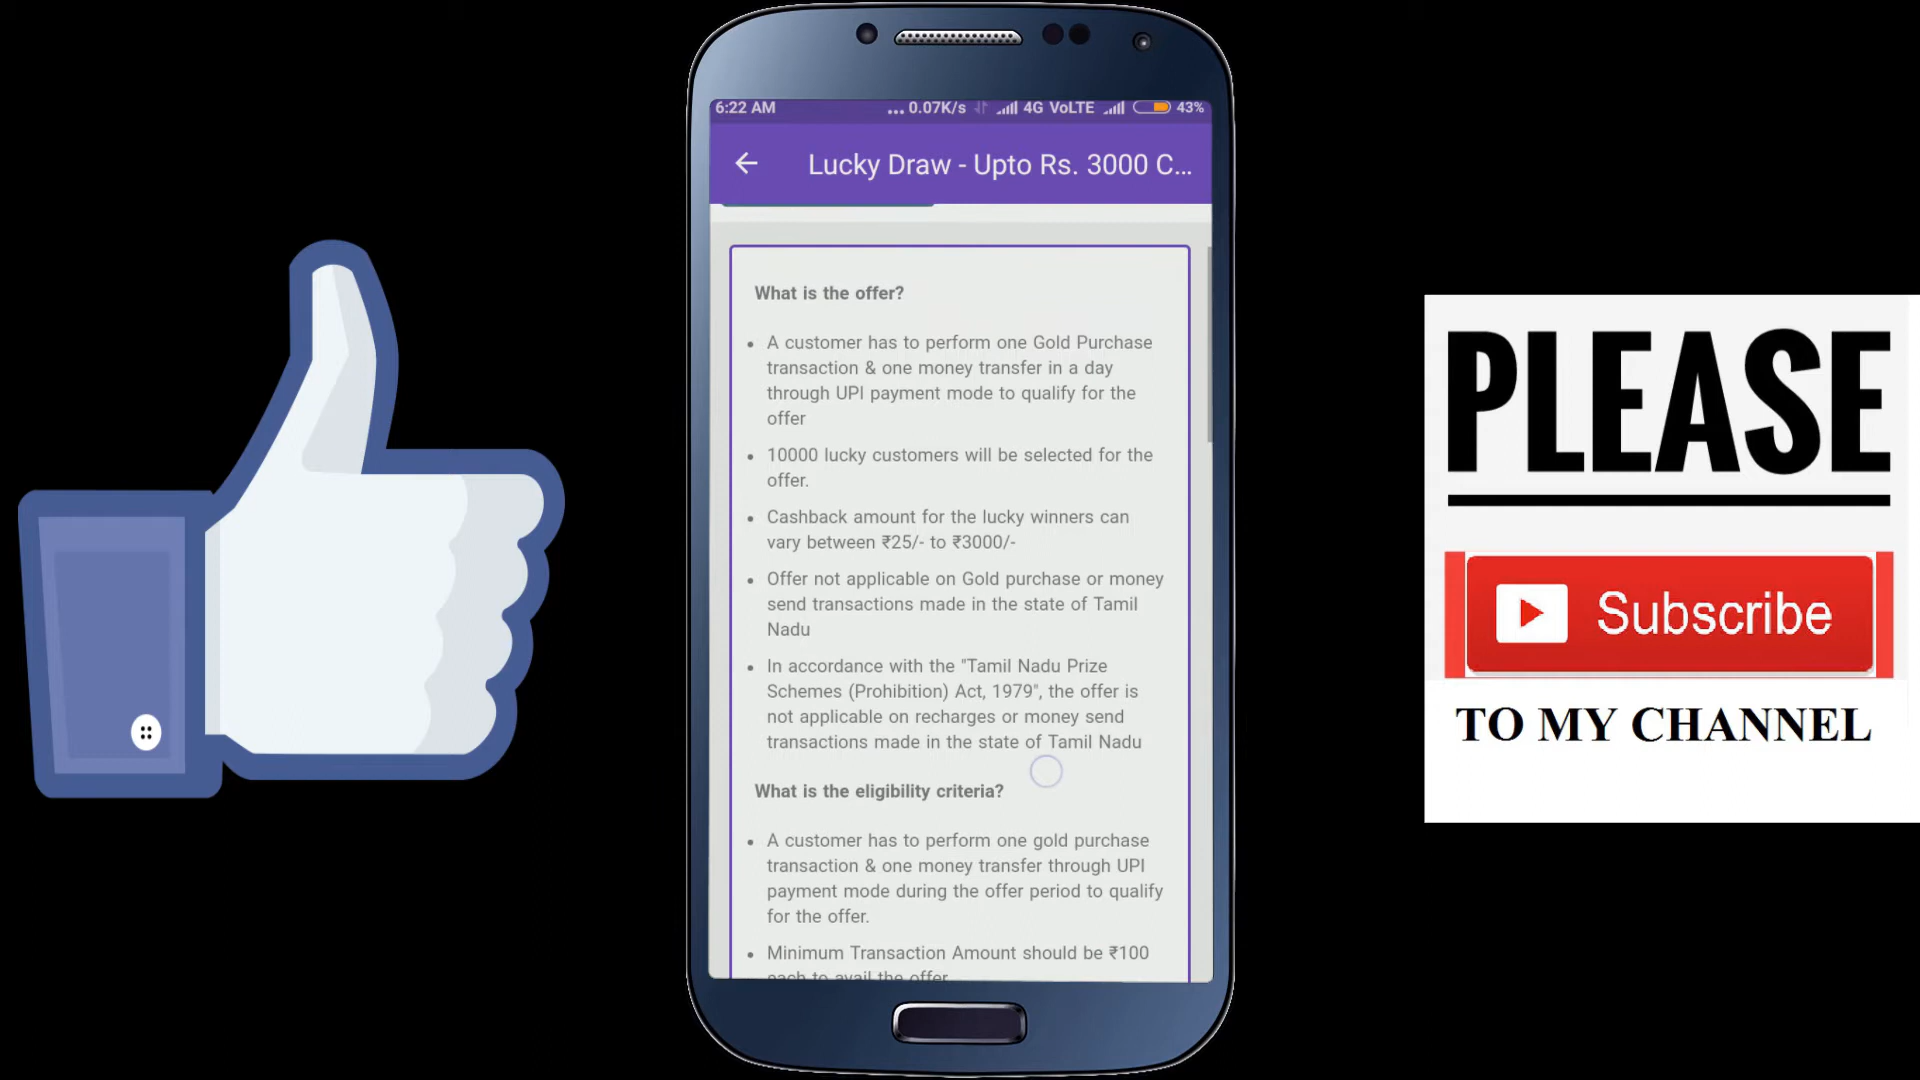 6:22 AM ... 0.07K/s 4G VoLTE 43%
Lucky Draw - Upto Rs. 3000 C...
What is the offer?
• A customer has to perform one Gold Purchase
transaction & one money transfer in a day
through UPI payment mode to qualify for the
offer
• 10000 lucky customers will be selected for the
offer.
• Cashback amount for the lucky winners can
vary between ₹25/- to ₹3000/-
• Offer not applicable on Gold purchase or money
send transactions made in the state of Tamil
Nadu
• In accordance with the "Tamil Nadu Prize
Schemes (Prohibition) Act, 1979", the offer is
not applicable on recharges or money send
transactions made in the state of Tamil Nadu
What is the eligibility criteria?
• A customer has to perform one gold purchase
transaction & one money transfer through UPI
payment mode during the offer period to qualify
for the offer.
• Minimum Transaction Amount should be ₹100
each to avail the offer
PLEASE
Subscribe
TO MY CHANNEL